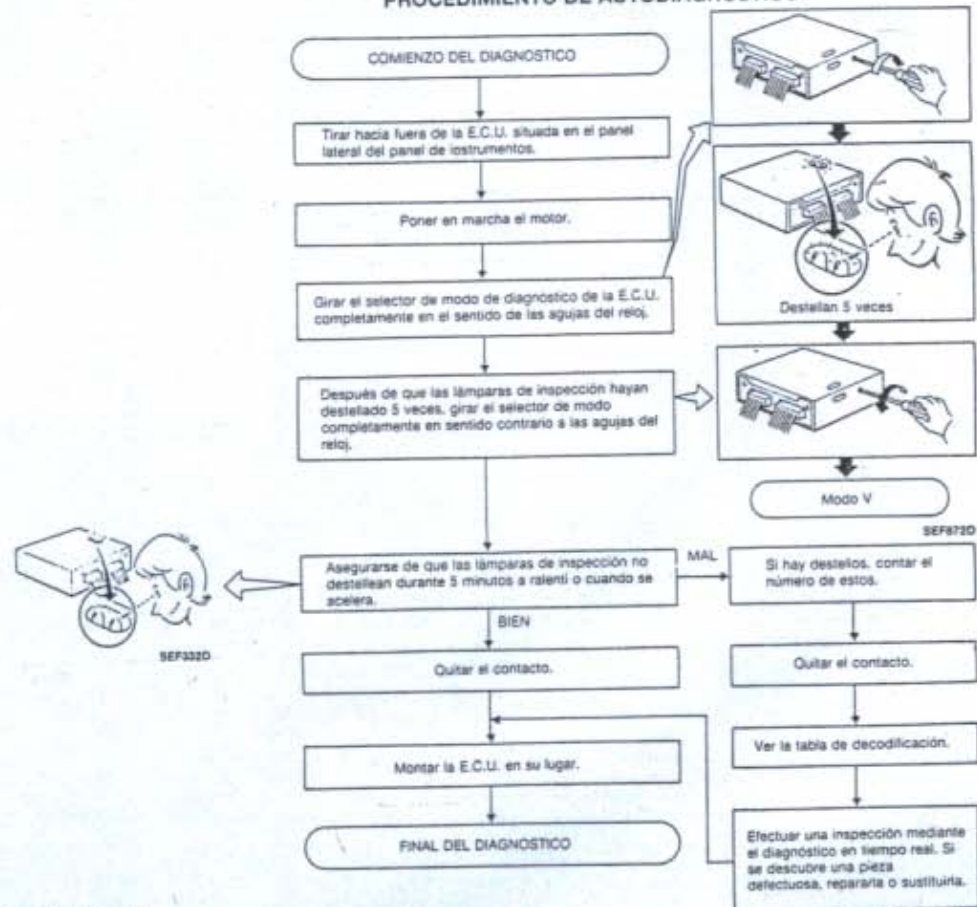 PROCEDIMIENTO DE AUTODIAGNOSTICO
COMIENZO DEL DIAGNOSTICO
Tirar hacia fuera de la E.C.U. situada en el panel
lateral del panel de iostrumentos.
Poner en marcha el motor.
Girar el selector de modo de diagnóstico de la E.C.U.
completamente en el sentido de las agujas del reloj.
Destellan 5 veces
Después de que las lámparas de inspección hayan
destellado 5 veces, girar el selector de modo
completamente en sentido contrario a las agujas del
reloj.
Modo V
SEF672D
Asegurarse de que las lámparas de inspección no
destellean durante 5 minutos a ralentí o cuando se
acelera.
MAL
Si hay destellos, contar el
número de estos.
SEF332D
BIEN
Quitar el contacto.
Quitar el contacto.
Montar la E.C.U. en su lugar.
Ver la tabla de decodificación.
FINAL DEL DIAGNOSTICO
Efectuar una inspección mediante
el diagnóstico en tiempo real. Si
se descubre una pieza
defectuosa, repararla o sustituirla.